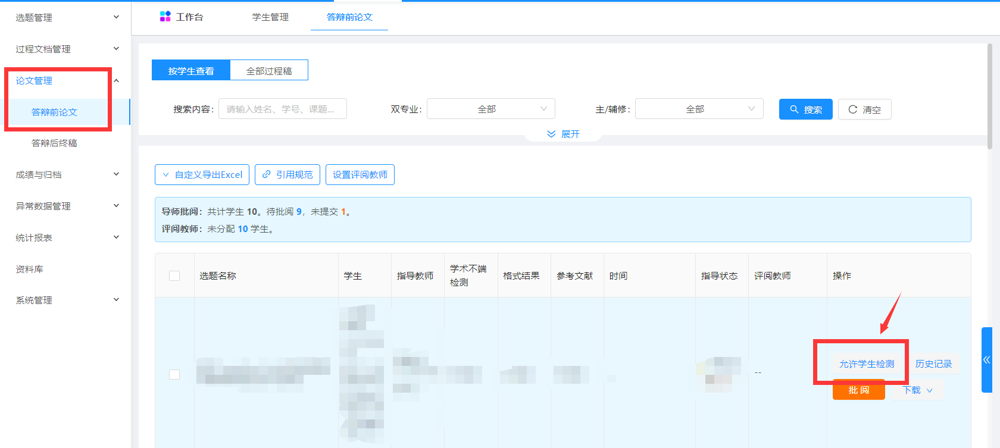 选题管理
过程文档管理
论文管理
答辩前论文
答辩后终稿
成绩与归档
异常数据管理
统计报表
资料库
系统管理
工作台 学生管理 答辩前论文
按学生查看 全部过程稿
搜索内容: 请输入姓名、学号、课题... 双专业: 全部 主/辅修: 全部 搜索 清空
展开
自定义导出Excel 引用规范 设置评阅教师
导师批阅：共计学生 10。待批阅 9，未提交 1。
评阅教师：未分配 10 学生。
选题名称 学生 指导教师 学术不端检测 格式结果 参考文献 时间 指导状态 评阅教师 操作
-- 允许学生检测 历史记录
批 阅 下载